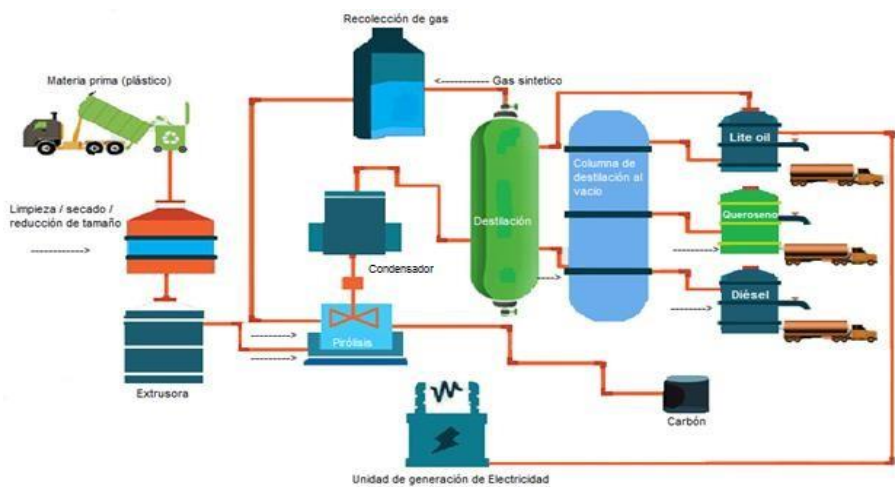 Recolección de gas
Materia prima (plástico)
<---------- Gas sintetico
Lite oil
Columna de
destilación al
vacio
Limpieza / secado /
reducción de tamaño
Destilación
Queroseno
Condensador
Diésel
Pirólisis
Extrusora
Carbón
Unidad de generación de Electricidad